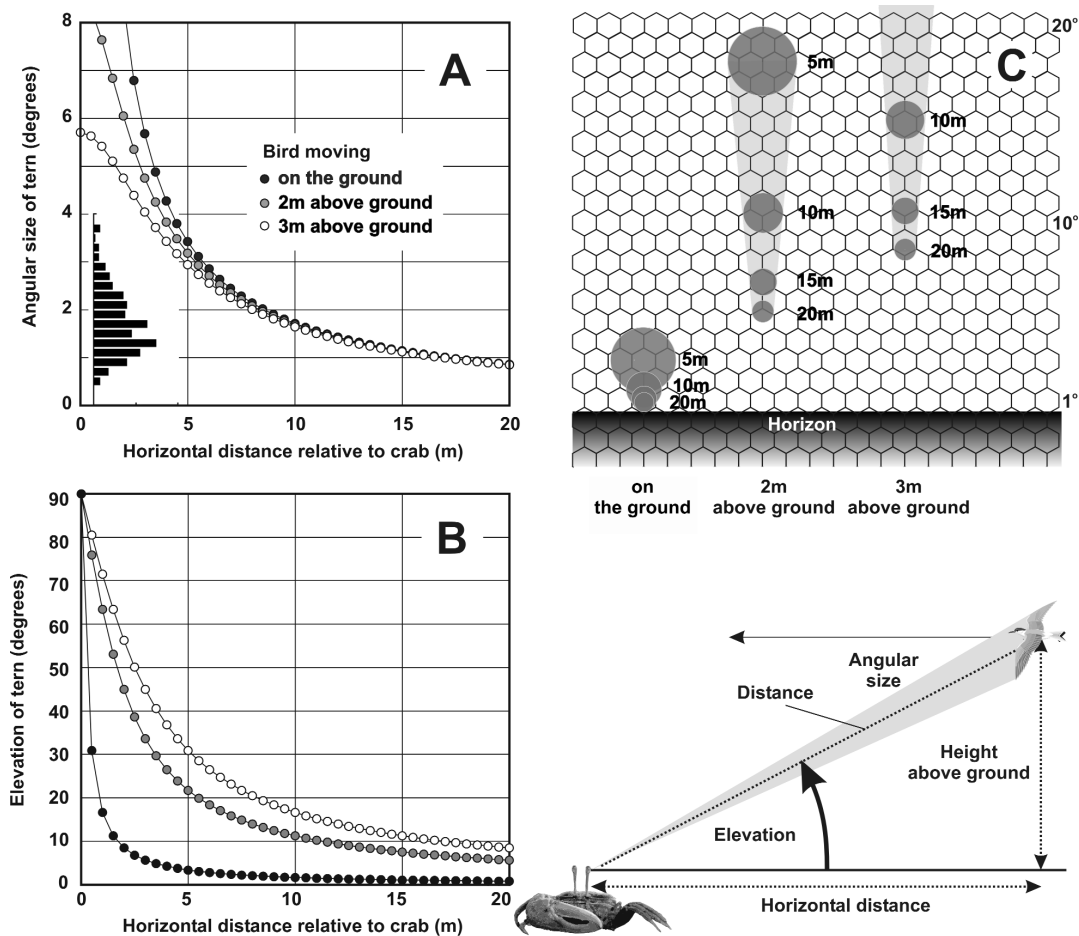 8
6
4
2
0
0
5
10
15
20
Angular size of tern (degrees)
Horizontal distance relative to crab (m)
A
Bird moving
on the ground
2m above ground
3m above ground
C
20°
10°
1°
5m
10m
15m
20m
10m
15m
20m
5m
10m
20m
Horizon
on
the ground
2m
above ground
3m
above ground
90
80
70
60
50
40
30
20
10
0
0
5
10
15
20
Elevation of tern (degrees)
Horizontal distance relative to crab (m)
B
Angular
size
Distance
Height
above ground
Elevation
Horizontal distance